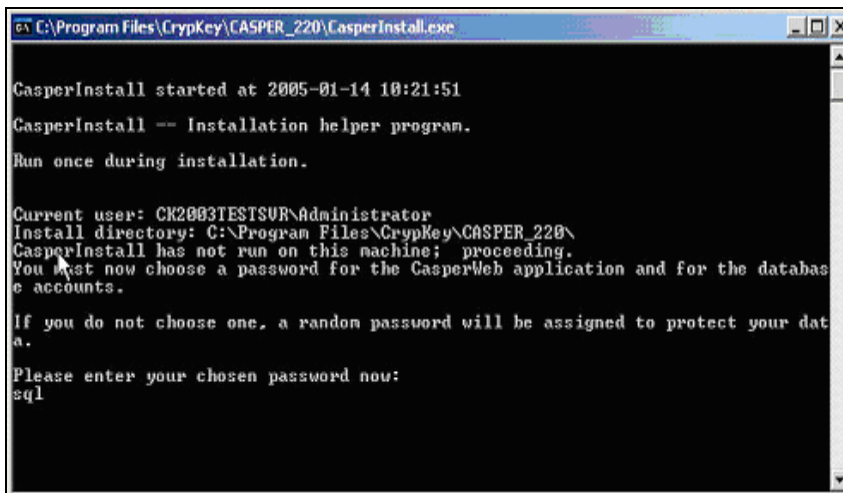 C:\Program Files\CrypKey\CASPER_220\CasperInstall.exe
CasperInstall started at 2005-01-14 10:21:51
CasperInstall -- Installation helper program.
Run once during installation.
Current user: CK2003TESTSVR\Administrator
Install directory: C:\Program Files\CrypKey\CASPER_220\
CasperInstall has not run on this machine;  proceeding.
You must now choose a password for the CasperWeb application and for the databas
e accounts.
If you do not choose one, a random password will be assigned to protect your dat
a.
Please enter your chosen password now:
sql